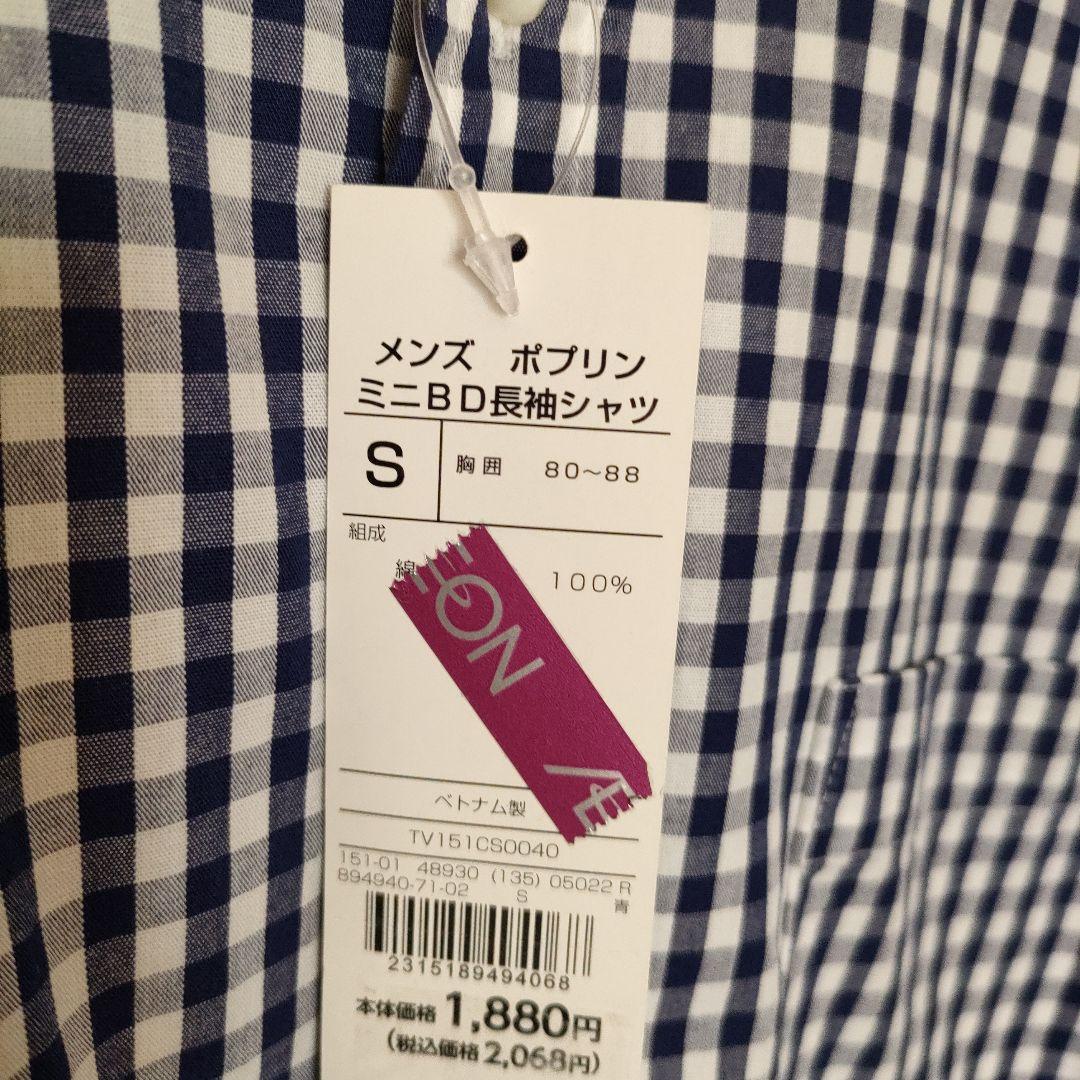 メンズ　ポプリン
ミニBD長袖シャツ
S
胸囲　80～88
組成
綿　100%
ÆON
Æ
ベトナム製
TV151CS0040
151-01 48930 (135) 05022 R
894940-71-02 S 青
2315189494068
本体価格 1,880円
(税込価格 2,068円)